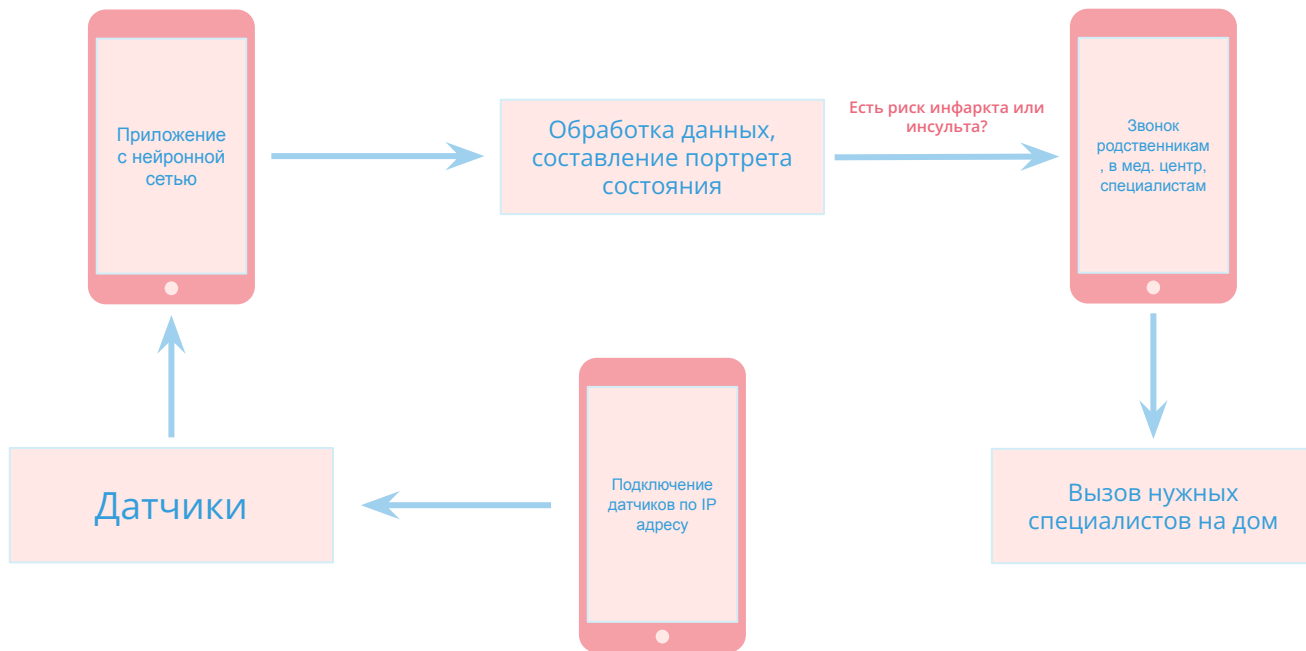 Приложение
с нейронной
сетью
Обработка данных,
составление портрета
состояния
Есть риск инфаркта или
инсульта?
Звонок
родственникам
, в мед. центр,
специалистам
Датчики
Подключение
датчиков по IP
адресу
Вызов нужных
специалистов на дом